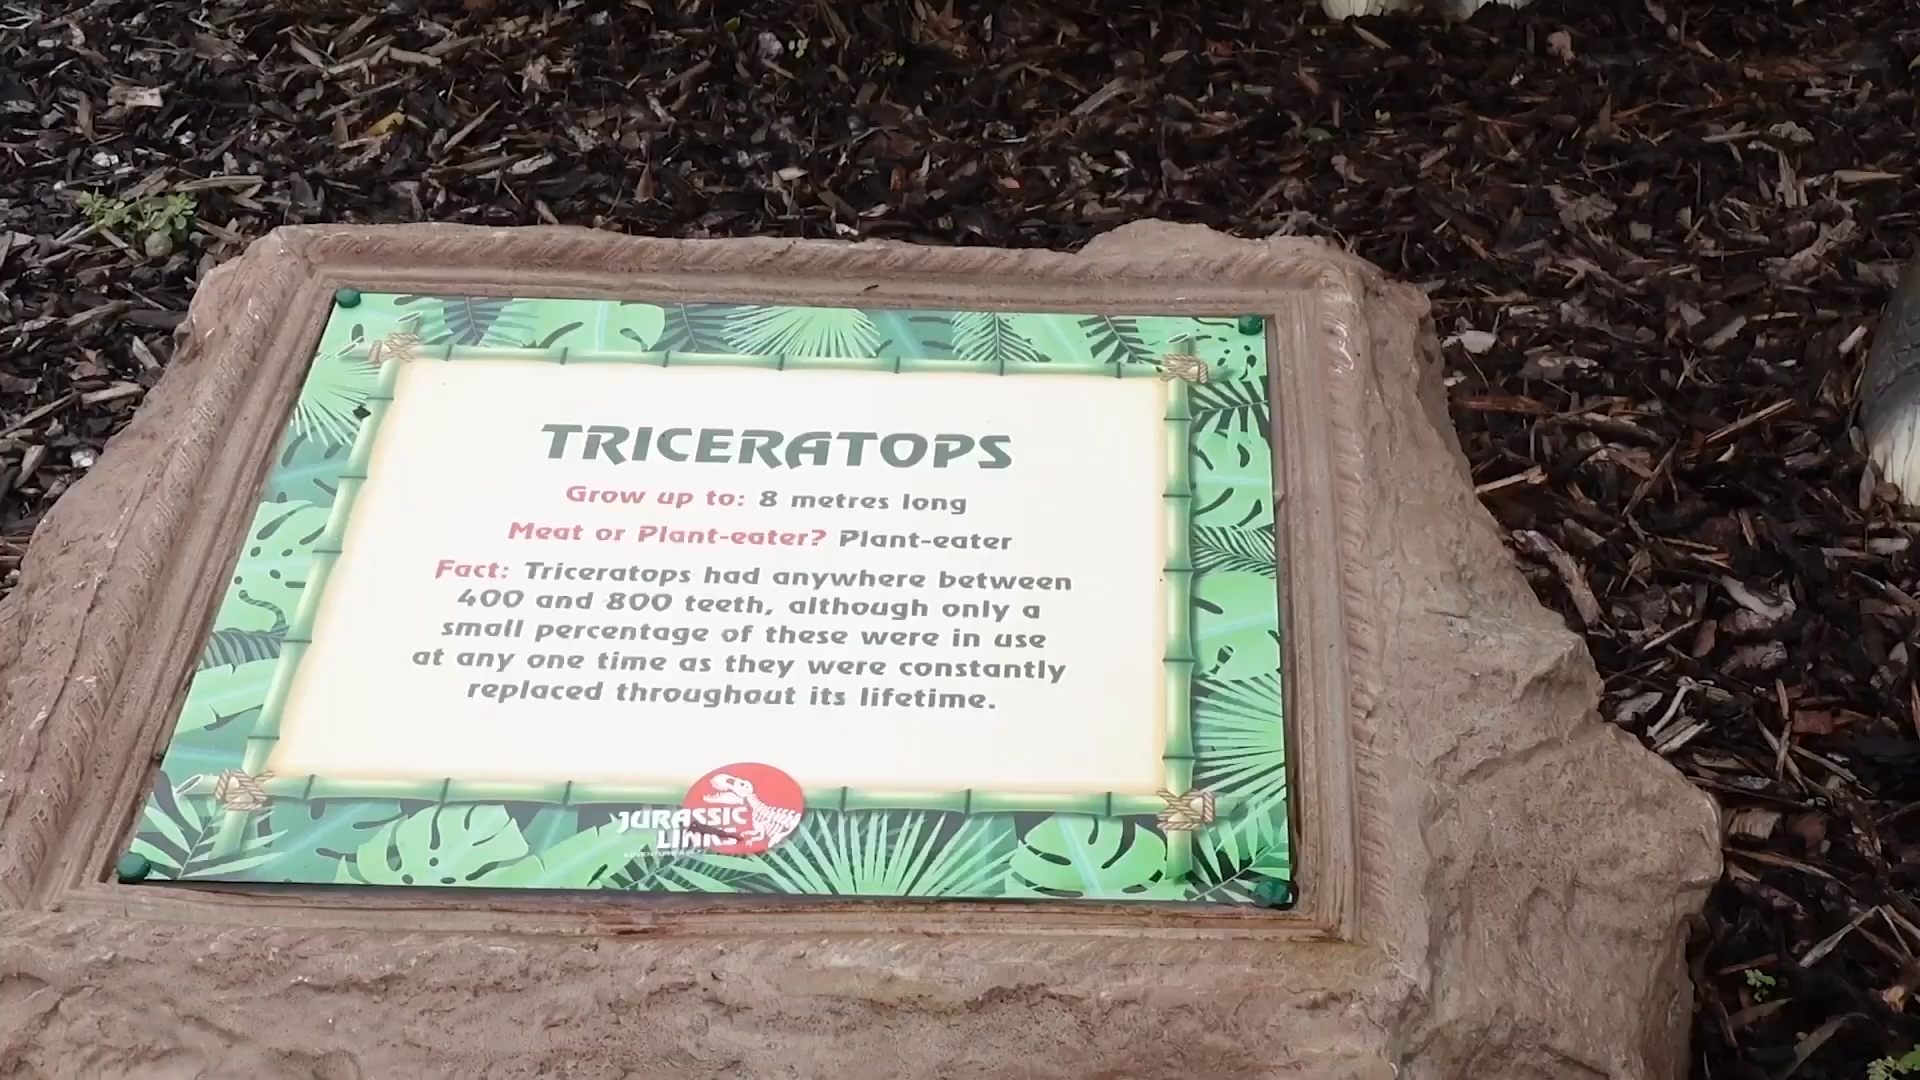 TRICERATOPS
Grow up to: 8 metres long
Meat or Plant-eater? Plant-eater
Fact: Triceratops had anywhere between
400 and 800 teeth, although only a
small percentage of these were in use
at any one time as they were constantly
replaced throughout its lifetime.
JURASSIC
LINKS